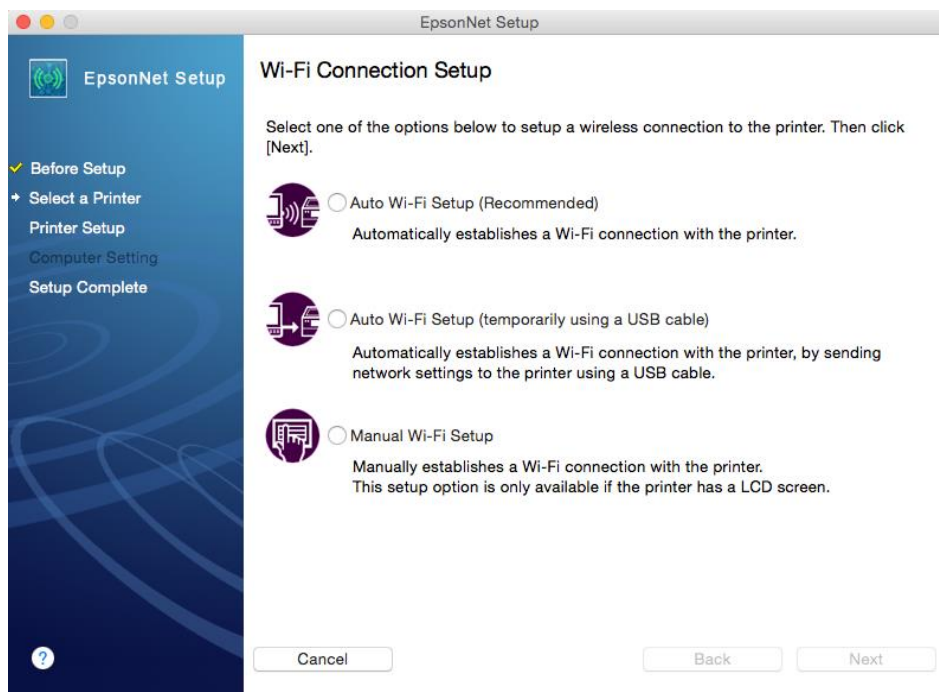 EpsonNet Setup
EpsonNet Setup
Before Setup
Select a Printer
Printer Setup
Computer Setting
Setup Complete
?
Wi-Fi Connection Setup
Select one of the options below to setup a wireless connection to the printer. Then click
[Next].
Auto Wi-Fi Setup (Recommended)
Automatically establishes a Wi-Fi connection with the printer.
Auto Wi-Fi Setup (temporarily using a USB cable)
Automatically establishes a Wi-Fi connection with the printer, by sending
network settings to the printer using a USB cable.
Manual Wi-Fi Setup
Manually establishes a Wi-Fi connection with the printer.
This setup option is only available if the printer has a LCD screen.
Cancel
Back
Next